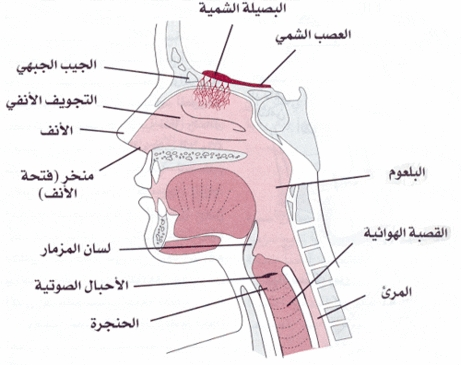 البصيلة الشمية
العصب الشمي
الجيب الجبهي
التجويف الأنفي
الأنف
منخر (فتحة
الأنف)
البلعوم
القصبة الهوائية
لسان المزمار
الأحبال الصوتية
المرئ
الحنجرة